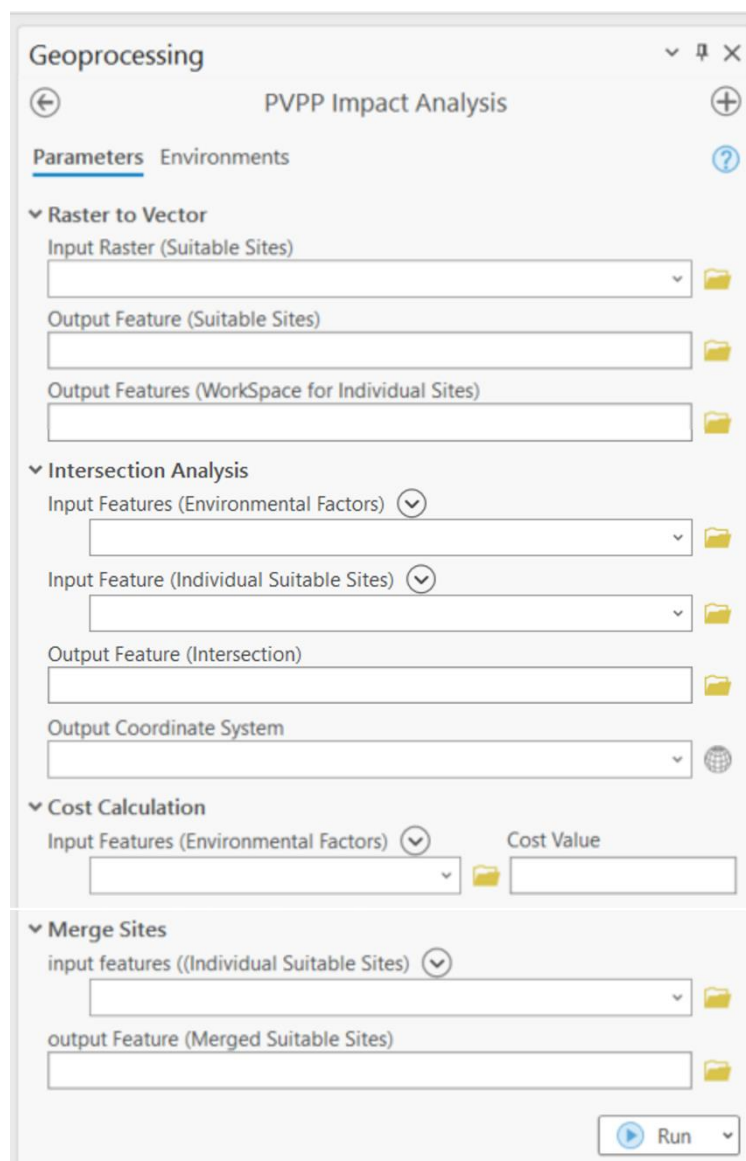 Geoprocessing
PVPP Impact Analysis
Parameters Environments
Raster to Vector
Input Raster (Suitable Sites)
Output Feature (Suitable Sites)
Output Features (WorkSpace for Individual Sites)
Intersection Analysis
Input Features (Environmental Factors)
Input Feature (Individual Suitable Sites)
Output Feature (Intersection)
Output Coordinate System
Cost Calculation
Input Features (Environmental Factors) Cost Value
Merge Sites
input features ((Individual Suitable Sites)
output Feature (Merged Suitable Sites)
Run